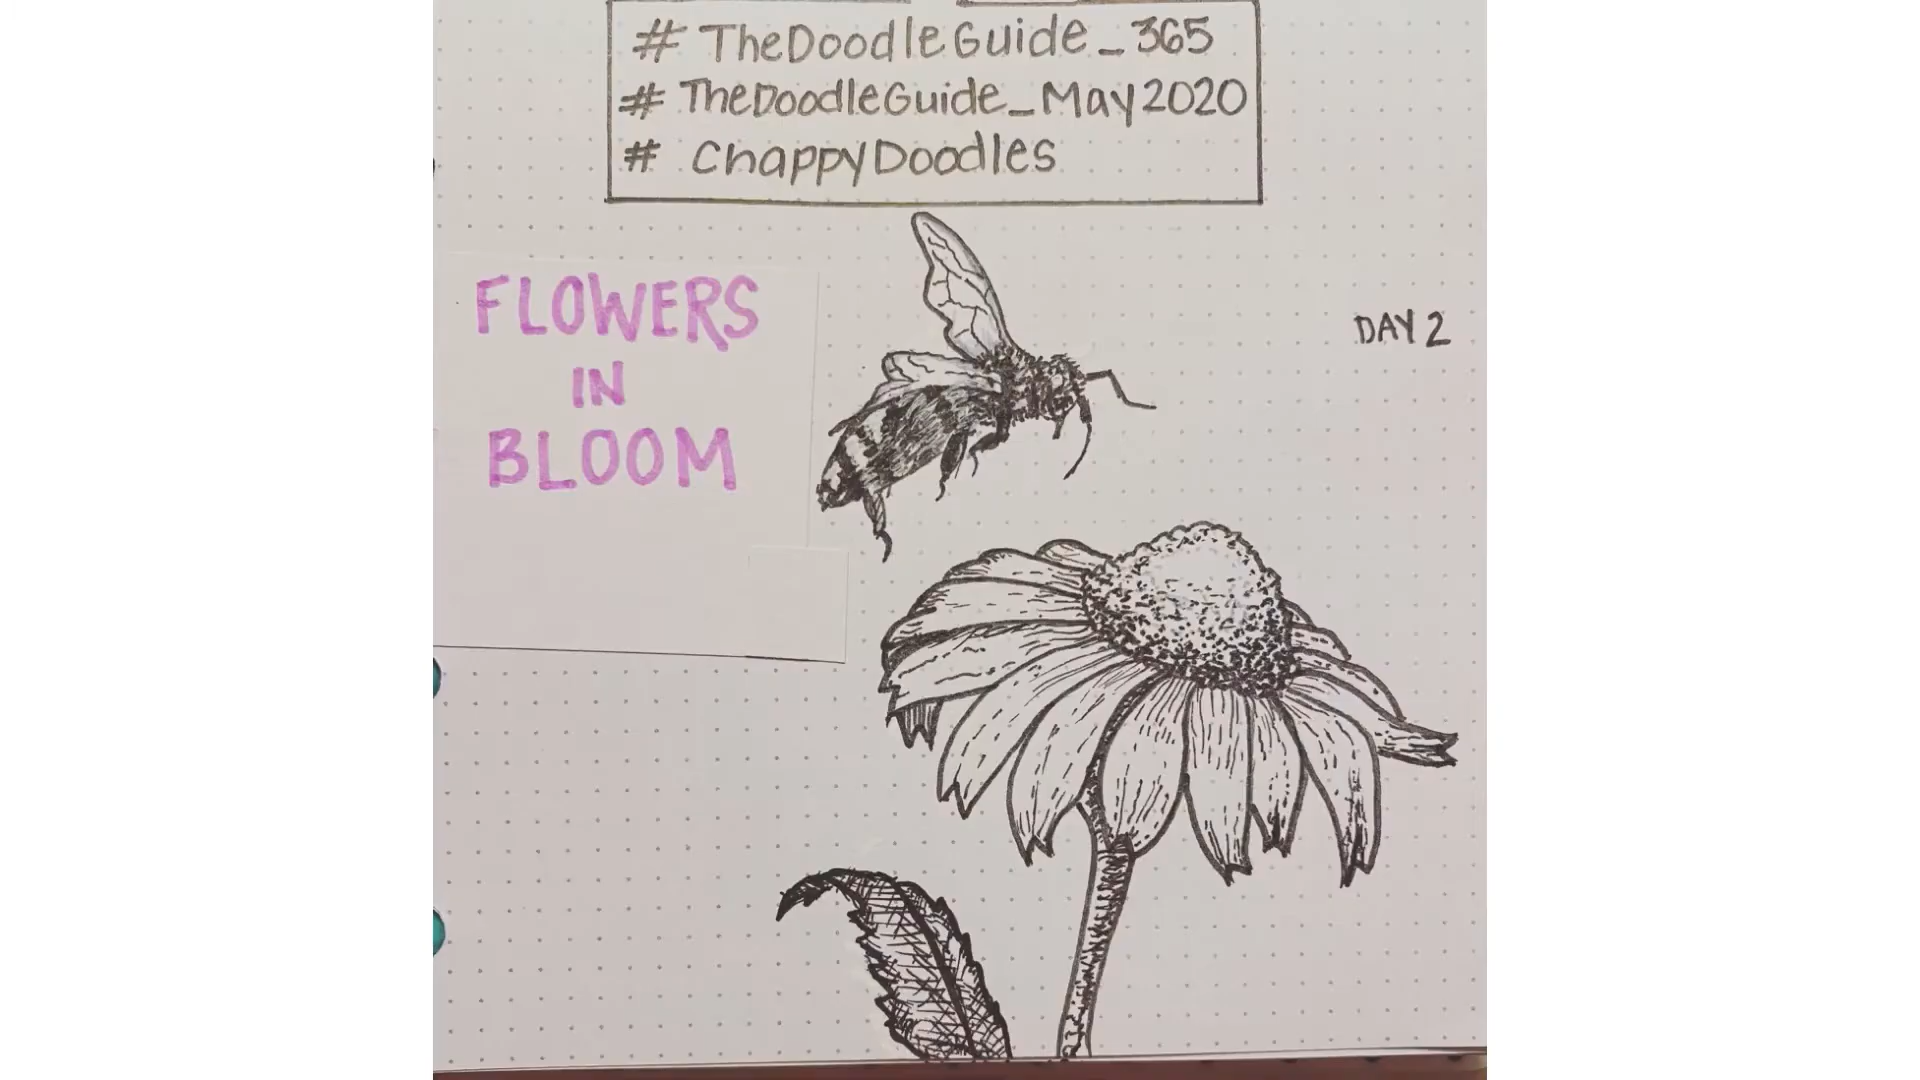 # TheDoodleGuide_365
# TheDoodleGuide_May2020
# ChappyDoodles
FLOWERS
IN
BLOOM
DAY 2